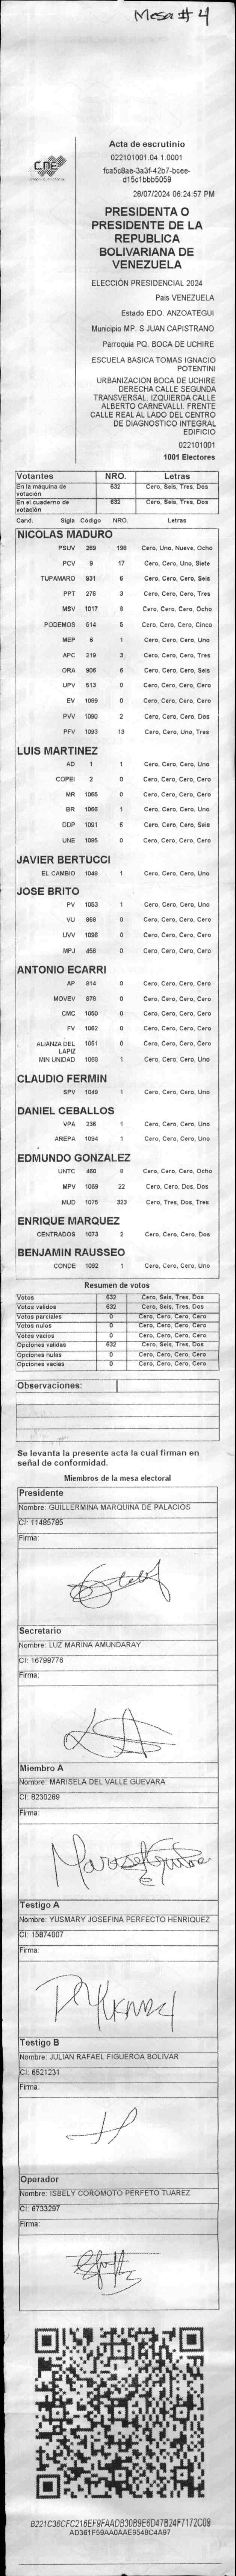 Mesa # 4
CNE
Acta de escrutinio
022101001.04.1.0001
fca5c8ae-3a3f-42b7-bcee-
d15c1bbb5059
28/07/2024 06:24:57 PM
PRESIDENTA O
PRESIDENTE DE LA
REPUBLICA
BOLIVARIANA DE
VENEZUELA
ELECCIÓN PRESIDENCIAL 2024
Pais VENEZUELA
Estado EDO. ANZOATEGUI
Municipio MP. S JUAN CAPISTRANO
Parroquia PQ. BOCA DE UCHIRE
ESCUELA BASICA TOMAS IGNACIO
POTENTINI
URBANIZACION BOCA DE UCHIRE
DERECHA CALLE SEGUNDA
TRANSVERSAL. IZQUIERDA CALLE
ALBERTO CARNEVALLI. FRENTE
CALLE REAL AL LADO DEL CENTRO
DE DIAGNOSTICO INTEGRAL
EDIFICIO
022101001
1001 Electores
Votantes NRO. Letras
En la maquina de votación 632 Cero, Seis, Tres, Dos
En el cuaderno de votación 632 Cero, Seis, Tres, Dos
Cand. Sigla Código NRO. Letras
NICOLAS MADURO
PSUV 269 198 Cero, Uno, Nueve, Ocho
PCV 9 17 Cero, Cero, Uno, Siete
TUPAMARO 931 6 Cero, Cero, Cero, Seis
PPT 276 3 Cero, Cero, Cero, Tres
MSV 1017 8 Cero, Cero, Cero, Ocho
PODEMOS 514 5 Cero, Cero, Cero, Cinco
MEP 6 1 Cero, Cero, Cero, Uno
APC 219 3 Cero, Cero, Cero, Tres
ORA 906 6 Cero, Cero, Cero, Seis
UPV 613 0 Cero, Cero, Cero, Cero
EV 1089 0 Cero, Cero, Cero, Cero
PVV 1090 2 Cero, Cero, Cero, Dos
PFV 1093 13 Cero, Cero, Uno, Tres
LUIS MARTINEZ
AD 1 1 Cero, Cero, Cero, Uno
COPEI 2 0 Cero, Cero, Cero, Cero
MR 1065 0 Cero, Cero, Cero, Cero
BR 1066 1 Cero, Cero, Cero, Uno
DDP 1091 6 Cero, Cero, Cero, Seis
UNE 1095 0 Cero, Cero, Cero, Cero
JAVIER BERTUCCI
EL CAMBIO 1048 1 Cero, Cero, Cero, Uno
JOSE BRITO
PV 1053 1 Cero, Cero, Cero, Uno
VU 868 0 Cero, Cero, Cero, Cero
UVV 1096 0 Cero, Cero, Cero, Cero
MPJ 456 0 Cero, Cero, Cero, Cero
ANTONIO ECARRI
AP 914 0 Cero, Cero, Cero, Cero
MOVEV 878 0 Cero, Cero, Cero, Cero
CMC 1050 0 Cero, Cero, Cero, Cero
FV 1062 0 Cero, Cero, Cero, Cero
ALIANZA DEL LAPIZ 1061 0 Cero, Cero, Cero, Cero
MIN UNIDAD 1068 1 Cero, Cero, Cero, Uno
CLAUDIO FERMIN
SPV 1049 1 Cero, Cero, Cero, Uno
DANIEL CEBALLOS
VPA 236 1 Cero, Cero, Cero, Uno
AREPA 1094 1 Cero, Cero, Cero, Uno
EDMUNDO GONZALEZ
UNTC 460 8 Cero, Cero, Cero, Ocho
MPV 1069 22 Cero, Cero, Dos, Dos
MUD 1075 323 Cero, Tres, Dos, Tres
ENRIQUE MARQUEZ
CENTRADOS 1073 2 Cero, Cero, Cero, Dos
BENJAMIN RAUSSEO
CONDE 1092 1 Cero, Cero, Cero, Uno
Resumen de votos
Votos 632 Cero, Seis, Tres, Dos
Votos validos 632 Cero, Seis, Tres, Dos
Votos parciales 0 Cero, Cero, Cero, Cero
Votos nulos 0 Cero, Cero, Cero, Cero
Votos vacios 0 Cero, Cero, Cero, Cero
Opciones validas 632 Cero, Seis, Tres, Dos
Opciones nulas 0 Cero, Cero, Cero, Cero
Opciones vacias 0 Cero, Cero, Cero, Cero
Observaciones:
Se levanta la presente acta la cual firman en
señal de conformidad.
Miembros de la mesa electoral
Presidente
Nombre: GUILLERMINA MARQUINA DE PALACIOS
CI: 11485785
Firma:
Secretario
Nombre: LUZ MARINA AMUNDARAY
CI: 16799776
Firma:
Miembro A
Nombre: MARISELA DEL VALLE GUEVARA
CI: 8230289
Firma:
Testigo A
Nombre: YUSMARY JOSEFINA PERFECTO HENRIQUEZ
CI: 15874007
Firma:
Testigo B
Nombre: JULIAN RAFAEL FIGUEROA BOLIVAR
CI: 6521231
Firma:
Operador
Nombre: ISBELY COROMOTO PERFETO TUAREZ
CI: 6733297
Firma:
B221C36CFC216EF9FAADB30B9E6D47B24F7172C09
AD361F59AA0AAE954BC4A97